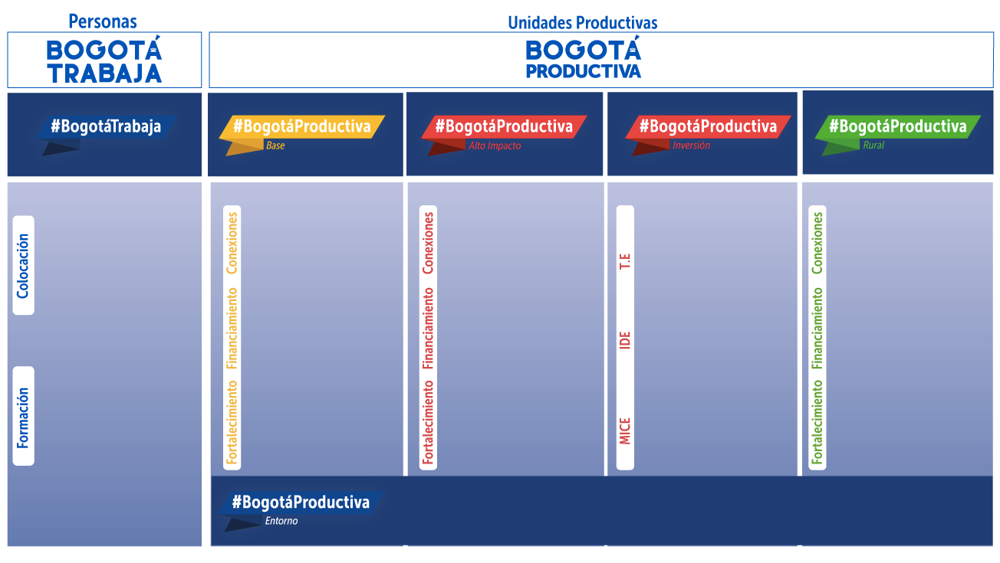 Personas
BOGOTÁ
TRABAJA
Unidades Productivas
BOGOTÁ
PRODUCTIVA
#BogotáTrabaja
#BogotáProductiva
Base
#BogotáProductiva
Alto Impacto
#BogotáProductiva
Inversión
#BogotáProductiva
Rural
Colocación
Formación
Conexiones
Financiamiento
Fortalecimiento
Conexiones
Financiamiento
Fortalecimiento
T.E
IDE
MICE
Conexiones
Financiamiento
Fortalecimiento
#BogotáProductiva
Entorno